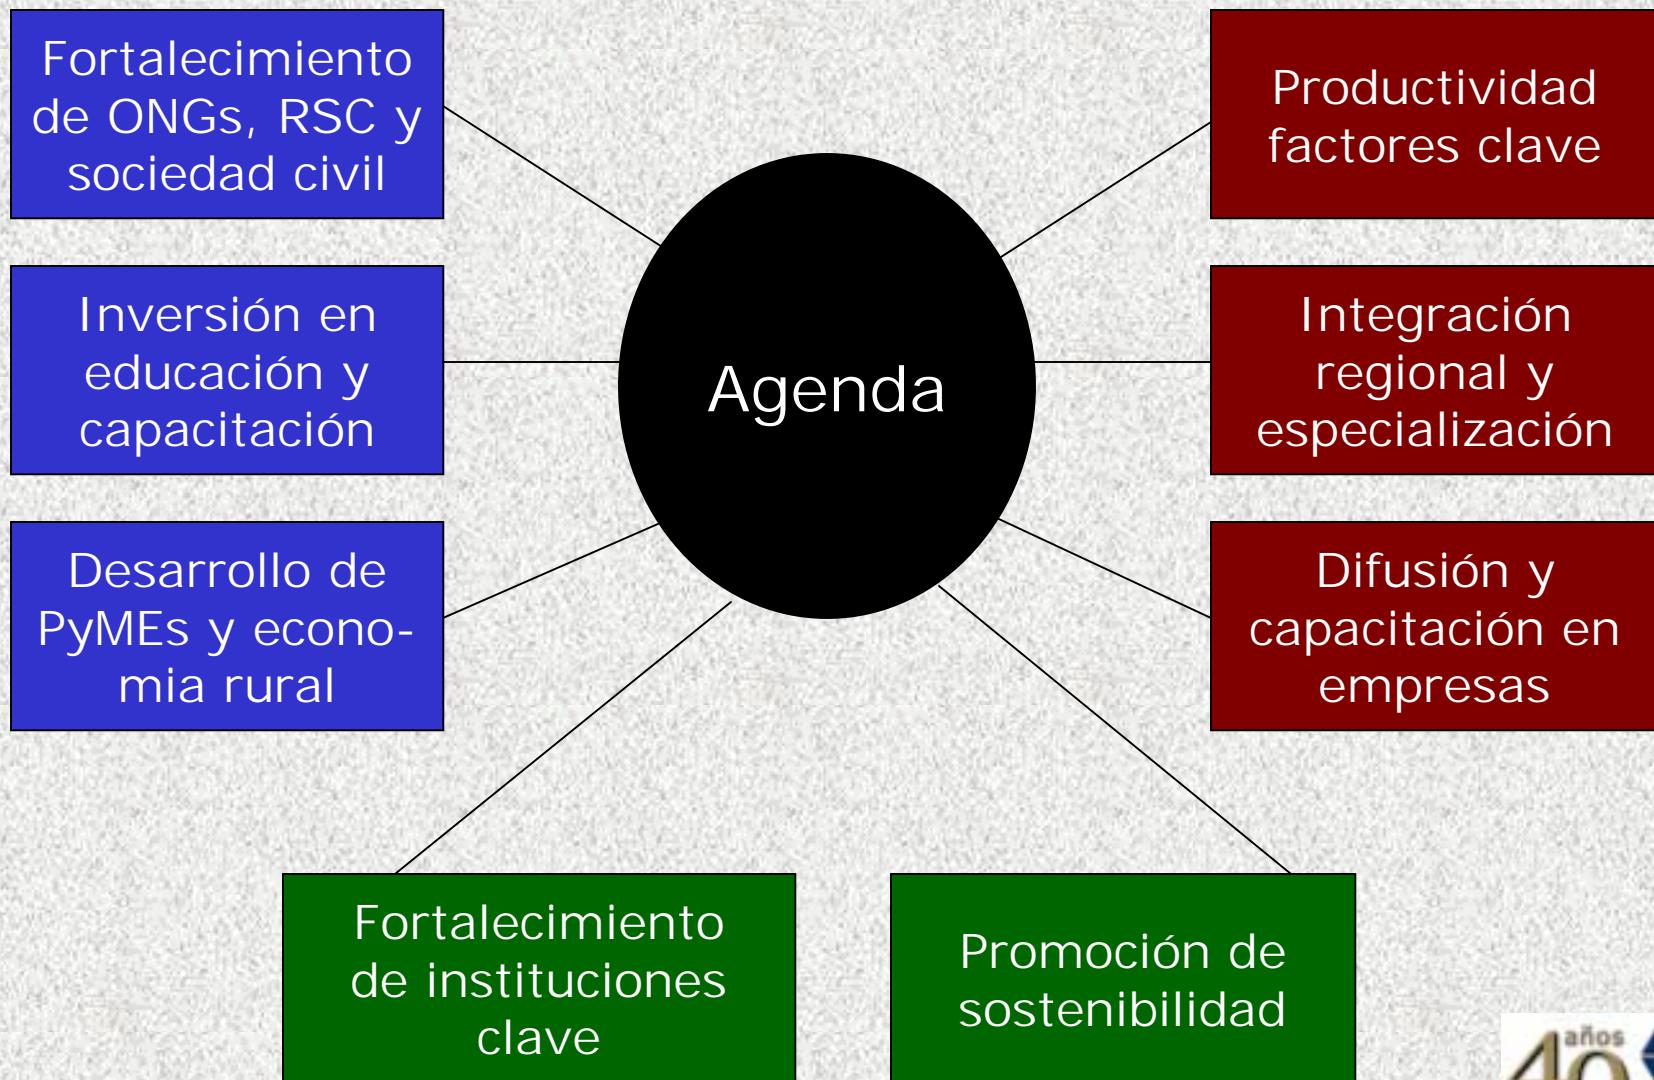 Fortalecimiento
de ONGs, RSC y
sociedad civil
Productividad
factores clave
Inversión en
educación y
capacitación
Agenda
Integración
regional y
especialización
Desarrollo de
PyMEs y econo-
mia rural
Difusión y
capacitación en
empresas
Fortalecimiento
de instituciones
clave
Promoción de
sostenibilidad
años
40